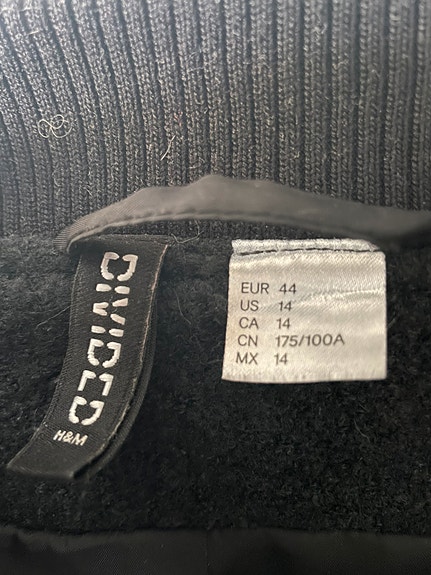 DIVIDED
H&M
EUR 44
US 14
CA 14
CN 175/100A
MX 14